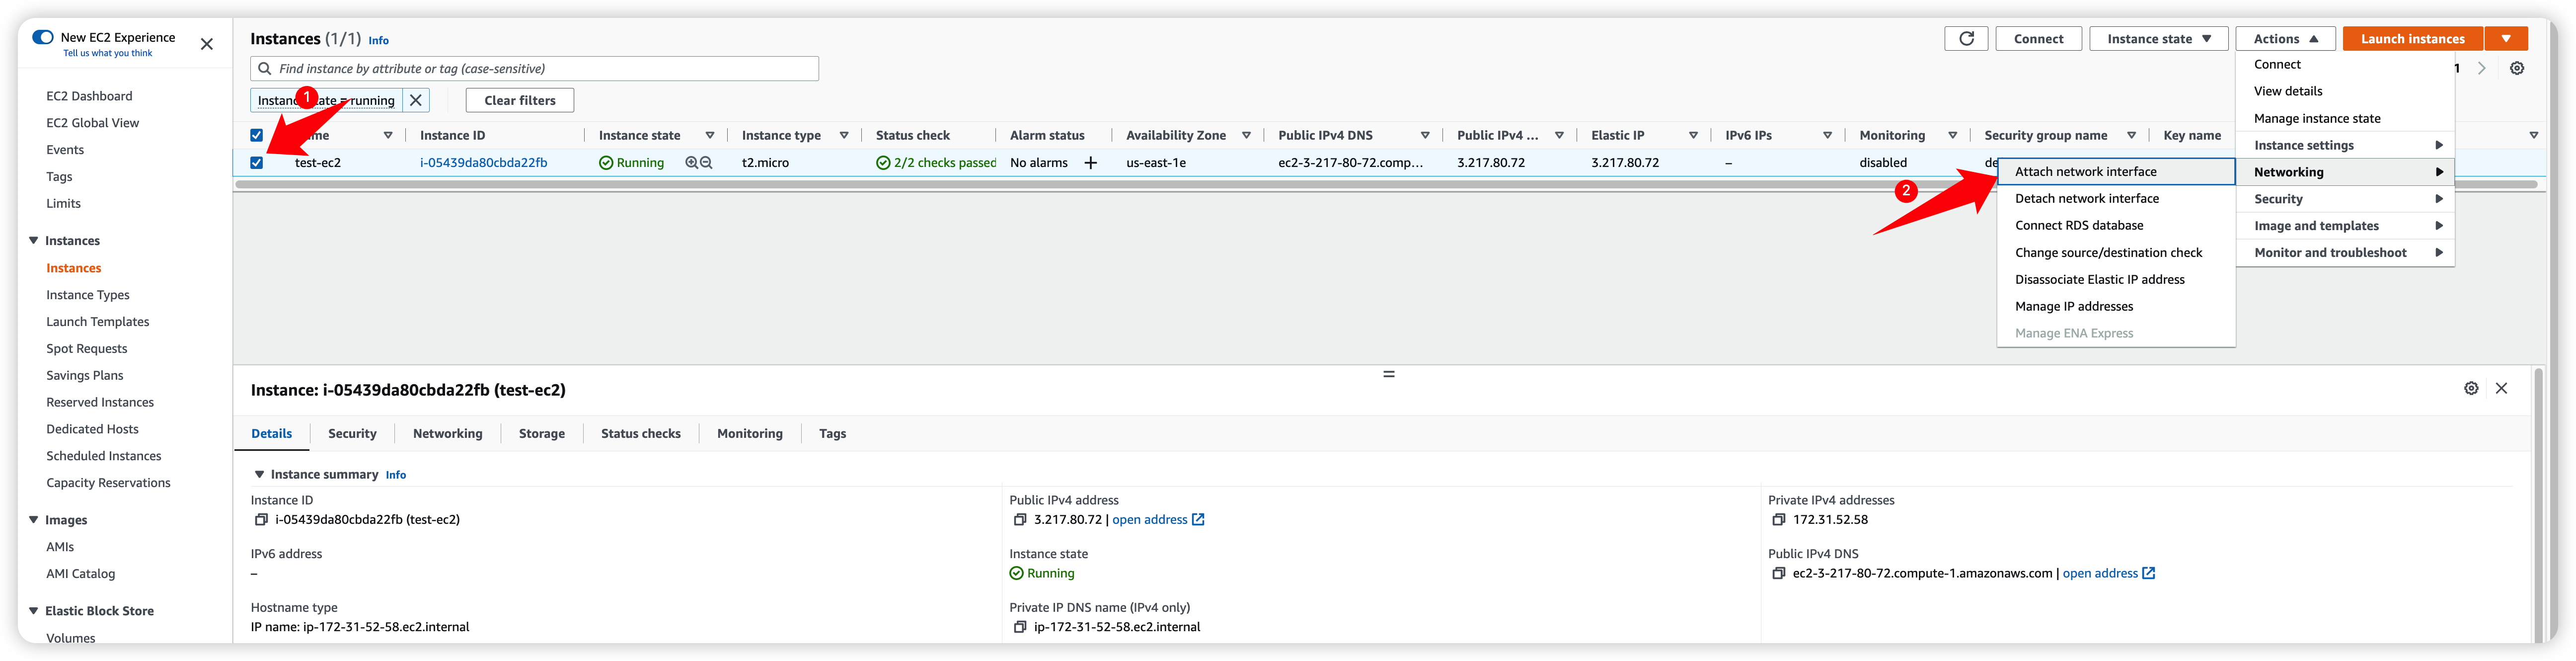 New EC2 Experience
Tell us what you think
EC2 Dashboard
EC2 Global View
Events
Tags
Limits
Instances
Instances
Instance Types
Launch Templates
Spot Requests
Savings Plans
Reserved Instances
Dedicated Hosts
Scheduled Instances
Capacity Reservations
Images
AMIs
AMI Catalog
Elastic Block Store
Volumes
Instances (1/1) Info
Connect Instance state Actions Launch instances
Find instance by attribute or tag (case-sensitive)
1
= running
Clear filters
1
Instance ID Instance state Instance type Status check Alarm status Availability Zone Public IPv4 DNS Public IPv4 ... Elastic IP IPv6 IPs Monitoring Security group name Key name
test-ec2 i-05439da80cbda22fb Running t2.micro 2/2 checks passed No alarms us-east-1e ec2-3-217-80-72.comp... 3.217.80.72 3.217.80.72 – disabled
Connect
View details
Manage instance state
Instance settings
Networking
Security
Image and templates
Monitor and troubleshoot
2
Attach network interface
Detach network interface
Connect RDS database
Change source/destination check
Disassociate Elastic IP address
Manage IP addresses
Manage ENA Express
Instance: i-05439da80cbda22fb (test-ec2)
Details Security Networking Storage Status checks Monitoring Tags
Instance summary Info
Instance ID
i-05439da80cbda22fb (test-ec2)
IPv6 address
–
Hostname type
IP name: ip-172-31-52-58.ec2.internal
Public IPv4 address
3.217.80.72 | open address
Instance state
Running
Private IP DNS name (IPv4 only)
ip-172-31-52-58.ec2.internal
Private IPv4 addresses
172.31.52.58
Public IPv4 DNS
ec2-3-217-80-72.compute-1.amazonaws.com | open address